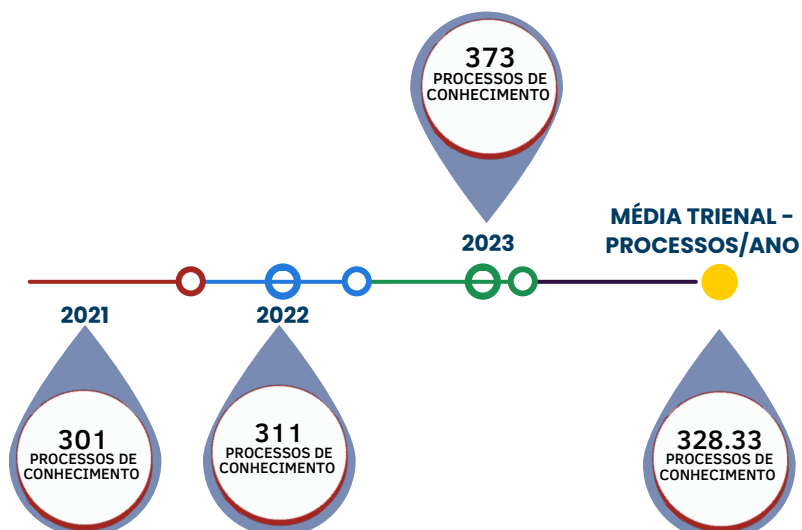 373
PROCESSOS DE
CONHECIMENTO
MÉDIA TRIENAL -
PROCESSOS/ANO
2023
2021
2022
301
PROCESSOS DE
CONHECIMENTO
311
PROCESSOS DE
CONHECIMENTO
328.33
PROCESSOS DE
CONHECIMENTO